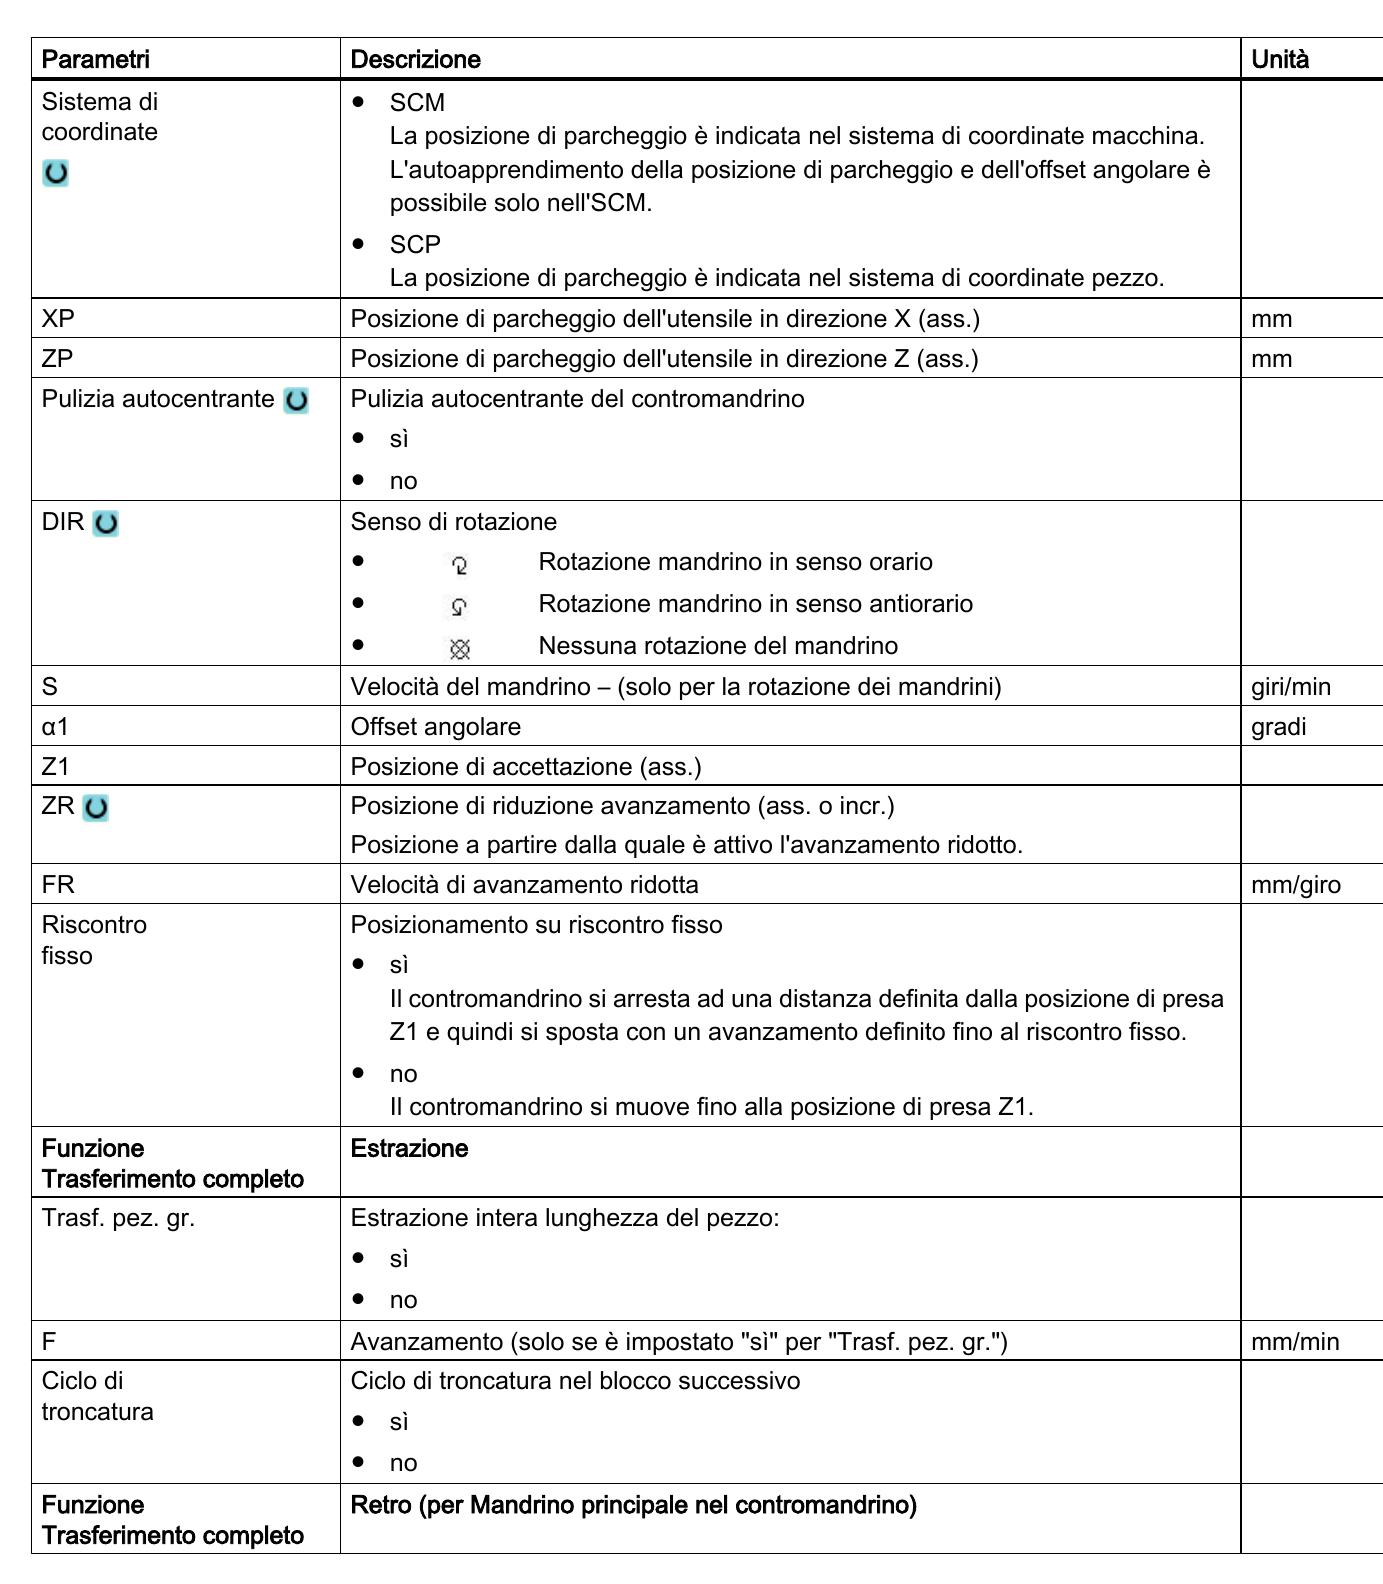 Parametri Descrizione Unità
Sistema di
coordinate
• SCM
La posizione di parcheggio è indicata nel sistema di coordinate macchina.
L'autoapprendimento della posizione di parcheggio e dell'offset angolare è
possibile solo nell'SCM.
• SCP
La posizione di parcheggio è indicata nel sistema di coordinate pezzo.
XP Posizione di parcheggio dell'utensile in direzione X (ass.) mm
ZP Posizione di parcheggio dell'utensile in direzione Z (ass.) mm
Pulizia autocentrante Pulizia autocentrante del contromandrino
• sì
• no
DIR Senso di rotazione
• Rotazione mandrino in senso orario
• Rotazione mandrino in senso antiorario
• Nessuna rotazione del mandrino
S Velocità del mandrino – (solo per la rotazione dei mandrini) giri/min
α1 Offset angolare gradi
Z1 Posizione di accettazione (ass.)
ZR Posizione di riduzione avanzamento (ass. o incr.)
Posizione a partire dalla quale è attivo l'avanzamento ridotto.
FR Velocità di avanzamento ridotta mm/giro
Riscontro
fisso
Posizionamento su riscontro fisso
• sì
Il contromandrino si arresta ad una distanza definita dalla posizione di presa
Z1 e quindi si sposta con un avanzamento definito fino al riscontro fisso.
• no
Il contromandrino si muove fino alla posizione di presa Z1.
Funzione
Trasferimento completo
Estrazione
Trasf. pez. gr. Estrazione intera lunghezza del pezzo:
• sì
• no
F Avanzamento (solo se è impostato "sì" per "Trasf. pez. gr.") mm/min
Ciclo di
troncatura
Ciclo di troncatura nel blocco successivo
• sì
• no
Funzione
Trasferimento completo
Retro (per Mandrino principale nel contromandrino)